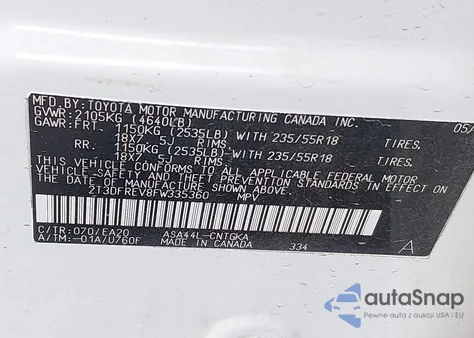 MFD.BY:TOYOTA MOTOR MANUFACTURING CANADA INC. 05/
GVWR:2105KG (4640LB)
GAWR:FRT. 1150KG (2535LB) WITH 235/55R18 TIRES,
18X7 .5J RIMS,
RR. 1150KG (2535LB) WITH 235/55R18 TIRES,
18X7 .5J RIMS,
THIS VEHICLE CONFORMS TO ALL APPLICABLE FEDERAL MOTOR
VEHICLE SAFETY AND THEFT PREVENTION STANDARDS IN EFFECT ON
THE DATE OF MANUFACTURE SHOWN ABOVE.
2T3DFREV8FW335360 MPV
C/TR:070/EA20 ASA44L-CNTGKA
A/TM:-01A/U760F MADE IN CANADA 334
A
autoSnap
Pewne auta z aukcji USA i EU